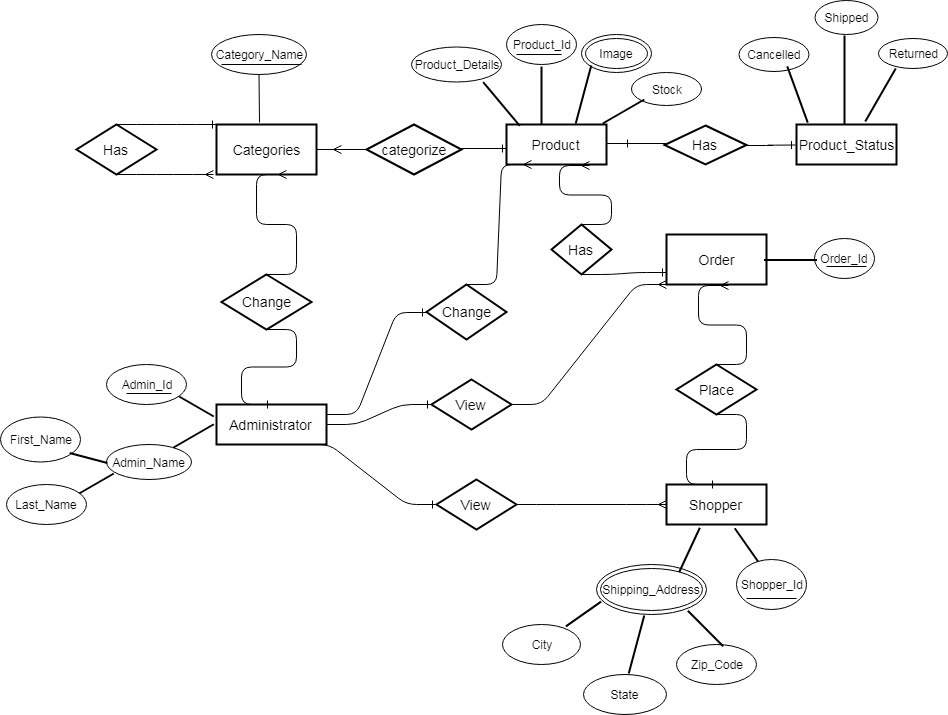 Shipped
Category_Name
Product_Id
Image
Cancelled
Returned
Product_Details
Stock
Has
Categories
categorize
Product
Has
Product_Status
Has
Order
Order_Id
Change
Change
Admin_Id
View
Place
Administrator
First_Name
Admin_Name
Last_Name
View
Shopper
Shipping_Address
Shopper_Id
City
Zip_Code
State